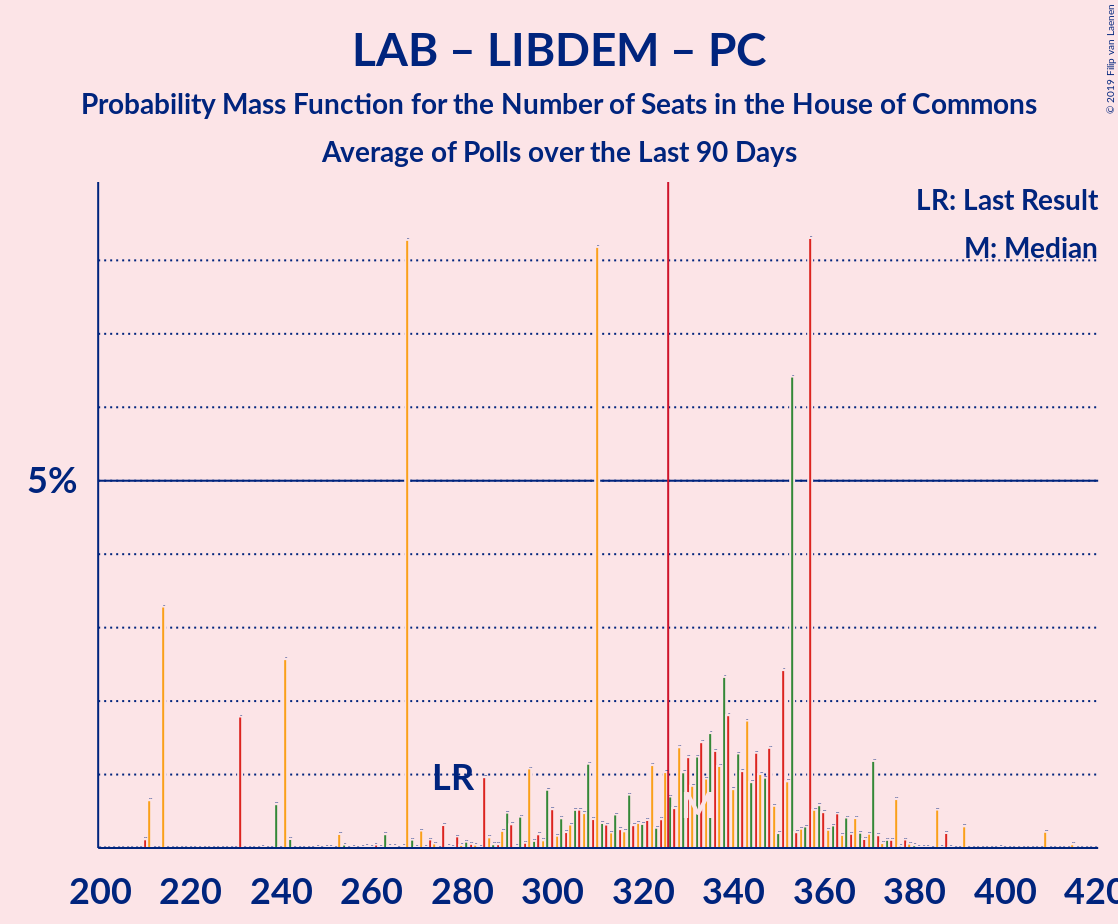 LAB – LIBDEM – PC
Probability Mass Function for the Number of Seats in the House of Commons
Average of Polls over the Last 90 Days
© 2019 Filip van Laenen
LR: Last Result
M: Median
5%
LR
200 220 240 260 280 300 320 340 360 380 400 420